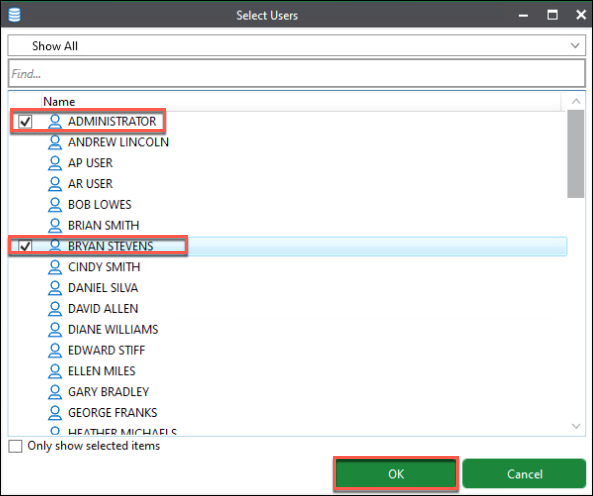 Select Users
Show All
Find...
Name
ADMINISTRATOR
ANDREW LINCOLN
AP USER
AR USER
BOB LOWES
BRIAN SMITH
BRYAN STEVENS
CINDY SMITH
DANIEL SILVA
DAVID ALLEN
DIANE WILLIAMS
EDWARD STIFF
ELLEN MILES
GARY BRADLEY
GEORGE FRANKS
HEATHER MICHAELS
Only show selected items
OK
Cancel